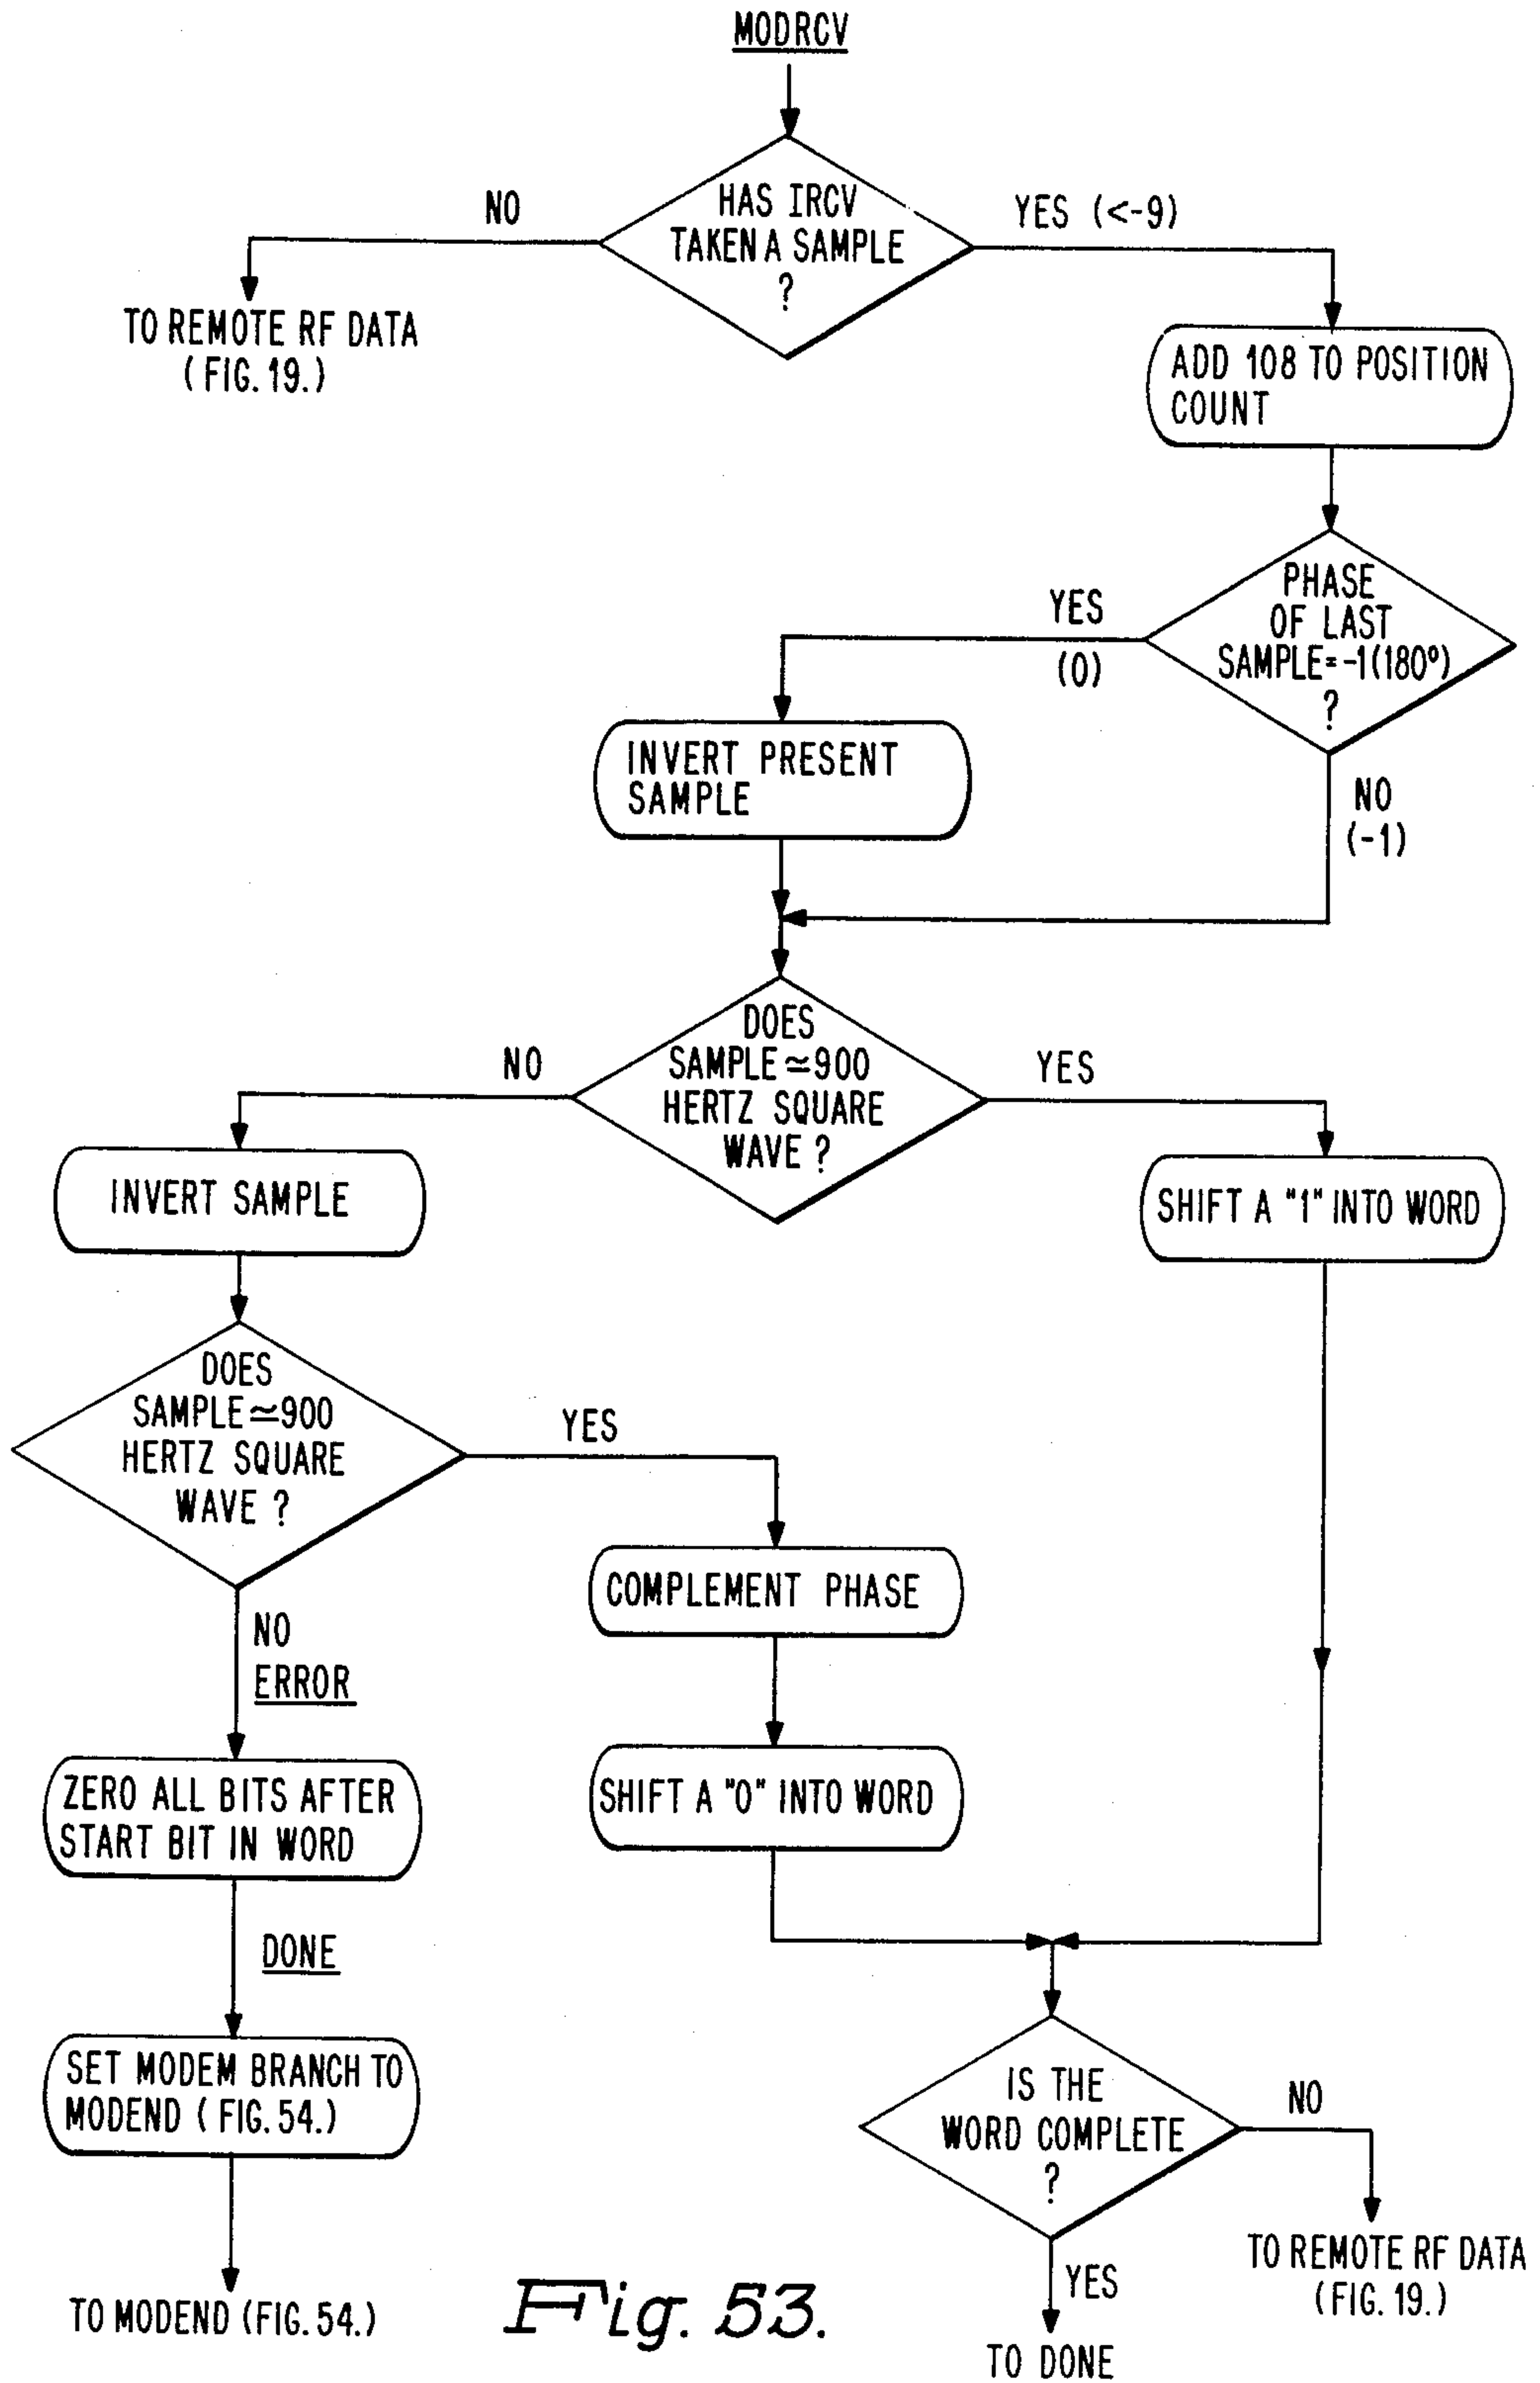 MODRCV
HAS IRCV
TAKEN A SAMPLE
?
NO
YES (<-9)
TO REMOTE RF DATA
(FIG. 19.)
ADD 108 TO POSITION
COUNT
PHASE
OF LAST
SAMPLE=-1(180°)
?
YES
(0)
NO
(-1)
INVERT PRESENT
SAMPLE
DOES
SAMPLE≃900
HERTZ SQUARE
WAVE ?
NO
YES
INVERT SAMPLE
SHIFT A "1" INTO WORD
DOES
SAMPLE≃900
HERTZ SQUARE
WAVE ?
YES
NO
ERROR
COMPLEMENT PHASE
SHIFT A "0" INTO WORD
ZERO ALL BITS AFTER
START BIT IN WORD
DONE
SET MODEM BRANCH TO
MODEND ( FIG. 54.)
TO MODEND (FIG. 54.)
IS THE
WORD COMPLETE
?
NO
TO REMOTE RF DATA
(FIG. 19.)
YES
TO DONE
Fig. 53.